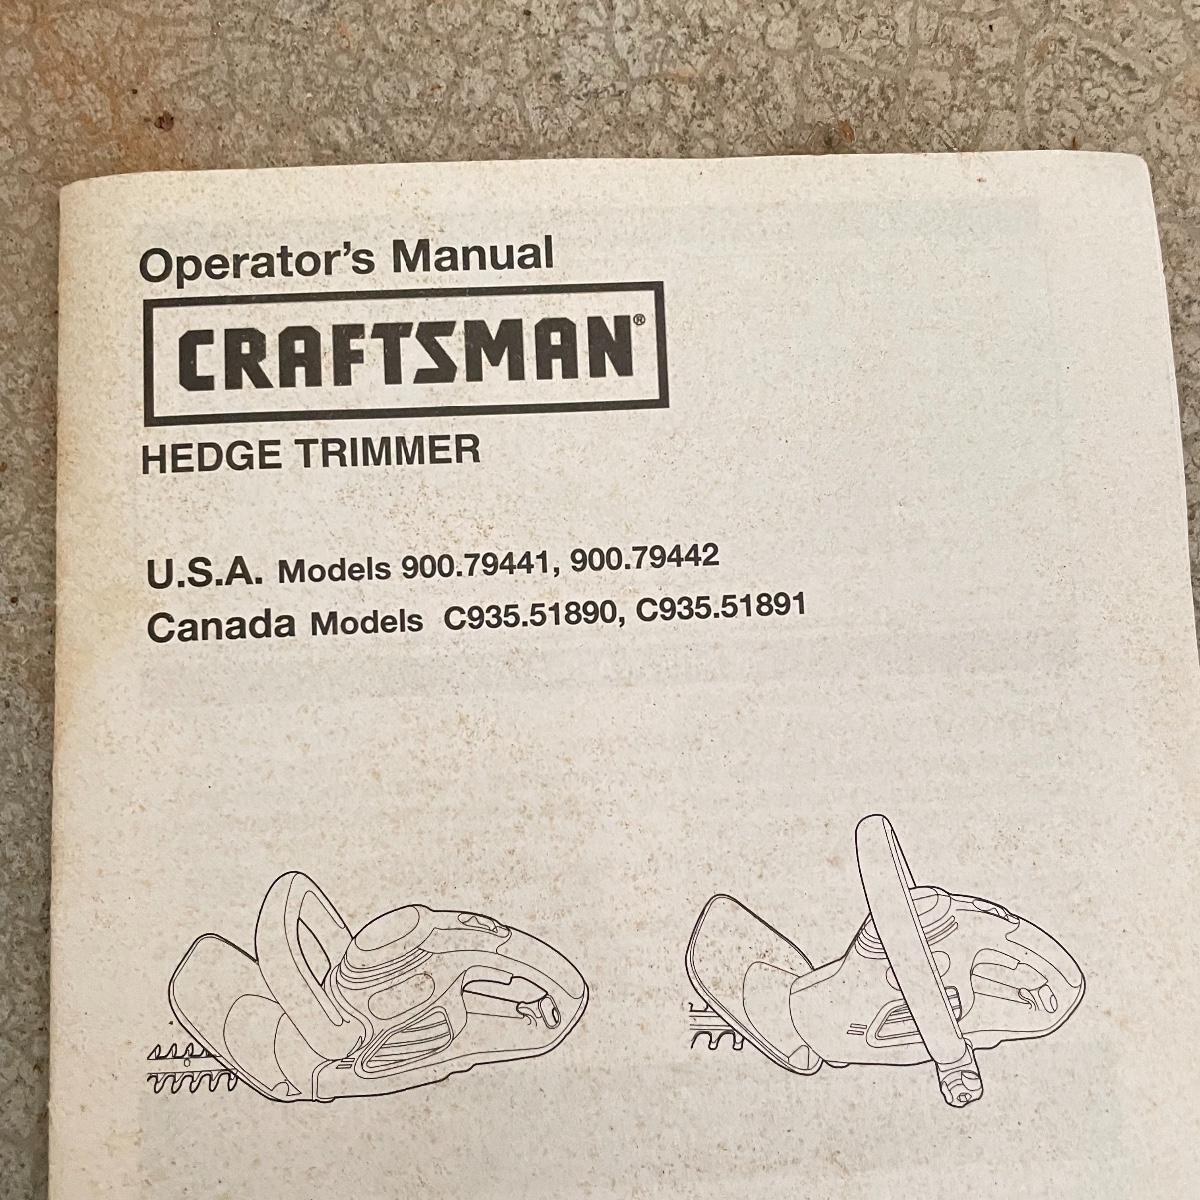 Operator's Manual
CRAFTSMAN®
HEDGE TRIMMER
U.S.A. Models 900.79441, 900.79442
Canada Models C935.51890, C935.51891